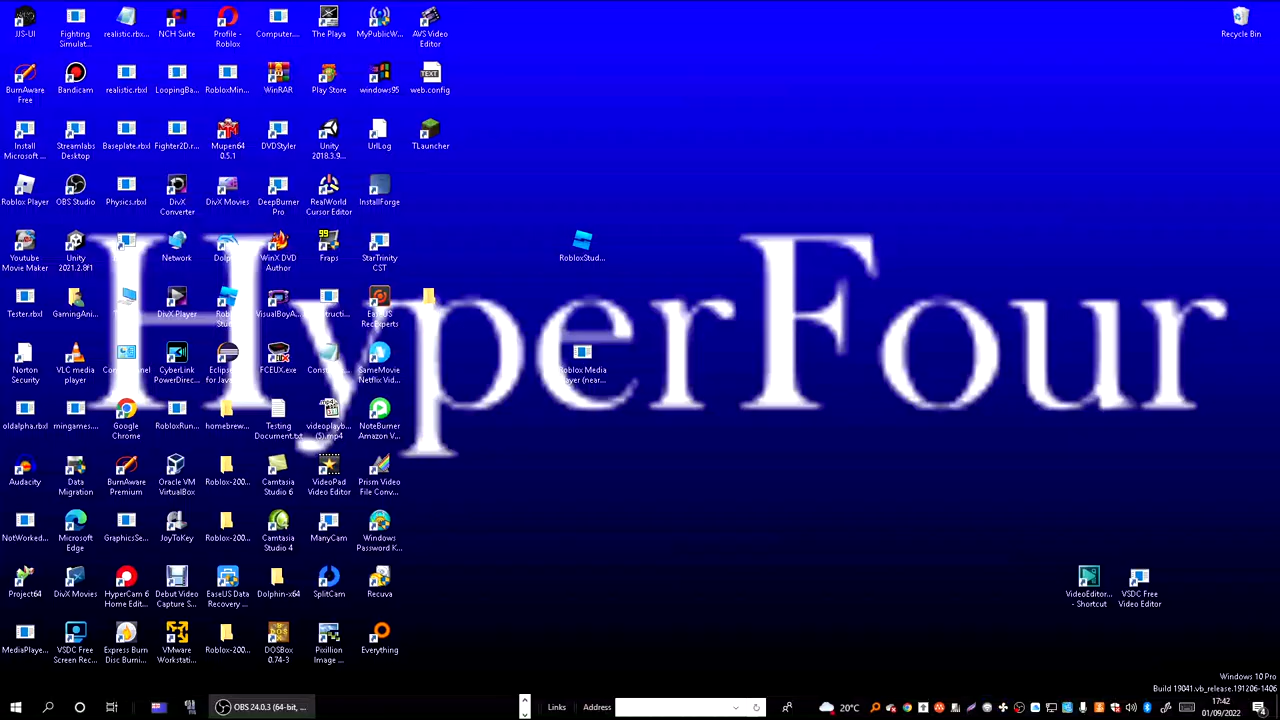 JJS-UI
Fighting Simulat...
realistic.rbx...
NCH Suite
Profile - Roblox
Computer....
The Playa
MyPublicW...
AVS Video Editor
Recycle Bin
BurnAware Free
Bandicam
realistic.rbxl
LoopingBa...
RobloxMin...
WinRAR
Play Store
windows95
web.config
Install Microsoft ...
Streamlabs Desktop
Baseplate.rbxl
Fighter2D.r...
Mupen64 0.5.1
DVDStyler
Unity 2018.3.9...
UrlLog
TLauncher
Roblox Player
OBS Studio
Physics.rbxl
DivX Converter
DivX Movies
DeepBurner Pro
RealWorld Cursor Editor
InstallForge
Youtube Movie Maker
Unity 2021.2.8f1
Network
WinX DVD Author
Fraps
StarTrinity CST
RobloxStud...
HyperFour
Tester.rbxl
GamingAni...
DivX Player
VisualBoyA...
EaseUS RecExperts
Norton Security
VLC media player
CyberLink PowerDirec...
Eclipse for Jav...
FCEUX.exe
SameMovie Netflix Vid...
Roblox Media Player (near...
oldalpha.rbxl
mingames....
Google Chrome
RobloxRun...
homebrew...
Testing Document.txt
videoplayb... (5).mp4
NoteBurner Amazon V...
Audacity
Data Migration
BurnAware Premium
Oracle VM VirtualBox
Roblox-200...
Camtasia Studio 6
VideoPad Video Editor
Prism Video File Conv...
NotWorked...
Microsoft Edge
GraphicsSe...
JoyToKey
Roblox-200...
Camtasia Studio 4
ManyCam
Windows Password K...
Project64
DivX Movies
HyperCam 6 Home Edit...
Debut Video Capture S...
EaseUS Data Recovery ...
Dolphin-x64
SplitCam
Recuva
VideoEditor... - Shortcut
VSDC Free Video Editor
MediaPlaye...
VSDC Free Screen Rec...
Express Burn Disc Burni...
VMware Workstati...
Roblox-200...
DOSBox 0.74-3
Pixillion Image ...
Everything
Windows 10 Pro
Build 19041.vb_release.191206-1406
OBS 24.0.3 (64-bit, ...
Links
Address
20°C
17:42
01/09/2022
4